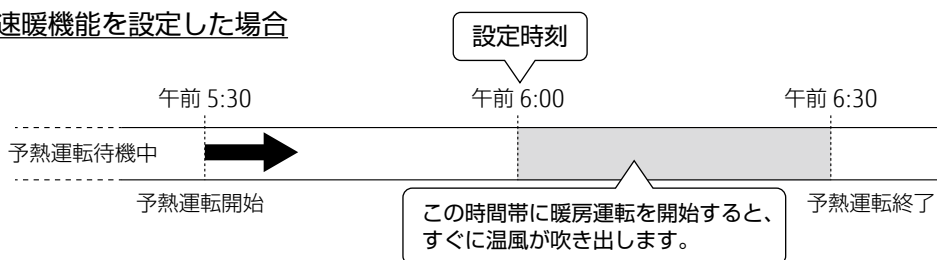 速暖機能を設定した場合
設定時刻
午前 5:30
午前 6:00
午前 6:30
予熱運転待機中
予熱運転開始
この時間帯に暖房運転を開始すると、
すぐに温風が吹き出します。
予熱運転終了